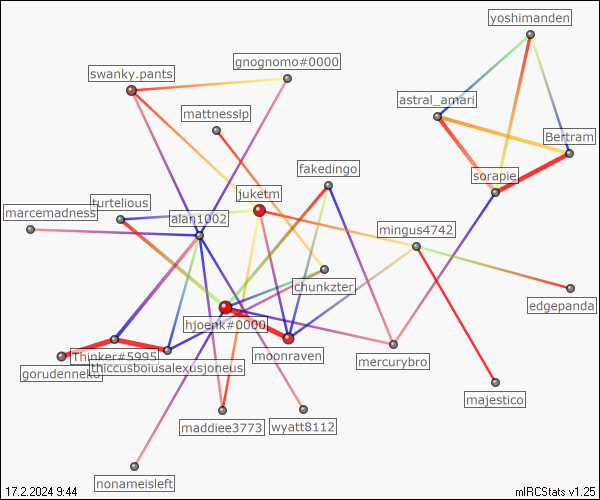 yoshimanden
gnognomo#0000
swanky.pants
astral_amari
mattnesslp
Bertram
fakedingo
sorapie
juketm
turtelious
marcemadness
alan1002
mingus4742
chunkzter
edgepanda
hjoenk#0000
moonraven
Thinker#5995
mercurybro
thiccusboiusalexusjoneus
gorudenneko
majestico
maddiee3773
wyatt8112
nonameisleft
17.2.2024 9:44
mIRCStats v1.25